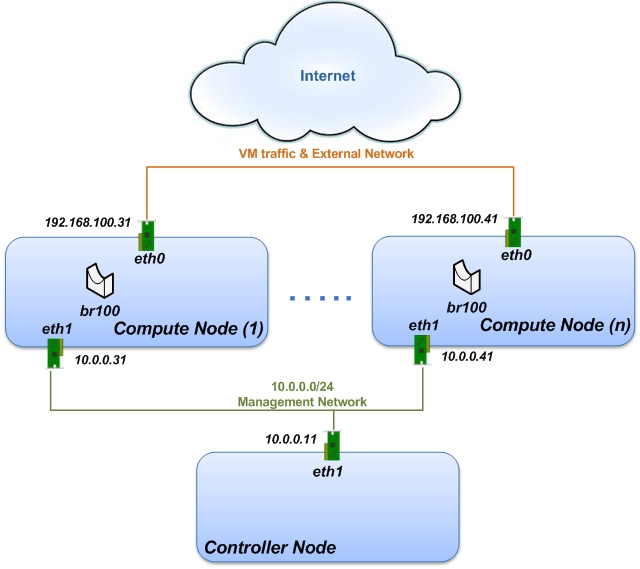 Internet
VM traffic & External Network
192.168.100.31
192.168.100.41
eth0
eth0
br100
br100
eth1
Compute Node (1)
eth1
Compute Node (n)
10.0.0.31
10.0.0.41
10.0.0.0/24
Management Network
10.0.0.11
eth1
Controller Node